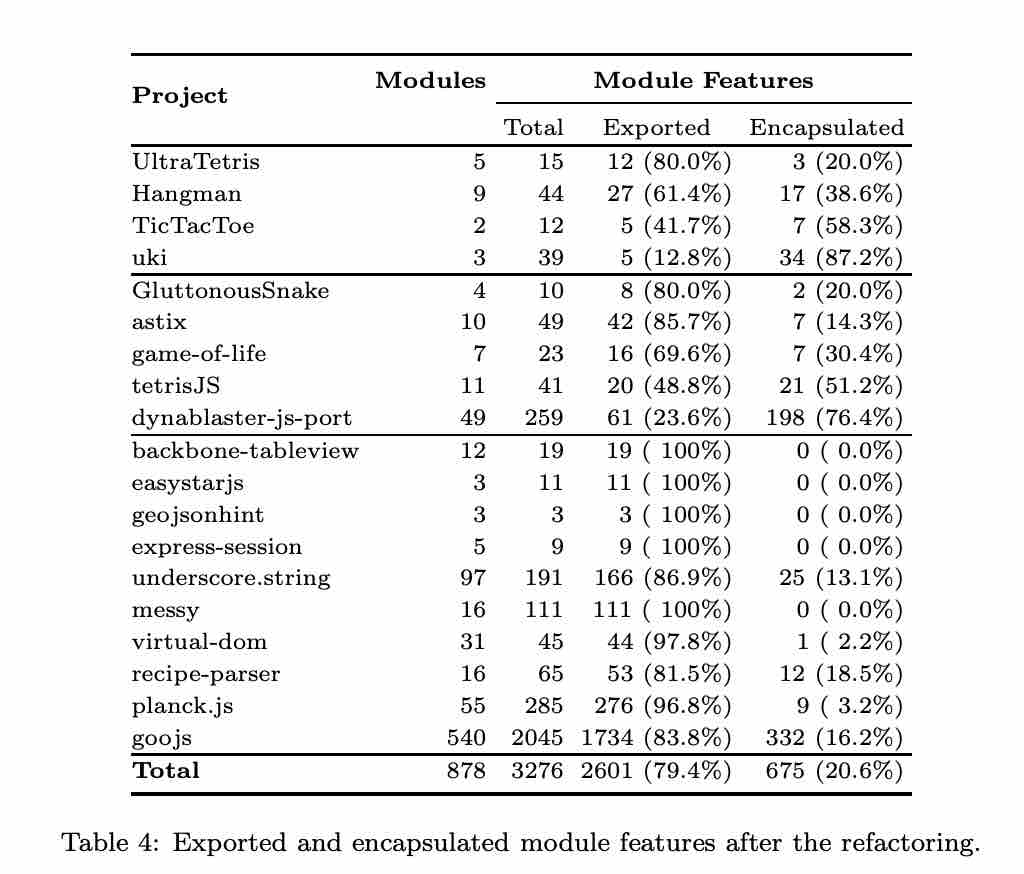 Project Modules Module Features
Total Exported Encapsulated
UltraTetris 5 15 12 (80.0%) 3 (20.0%)
Hangman 9 44 27 (61.4%) 17 (38.6%)
TicTacToe 2 12 5 (41.7%) 7 (58.3%)
uki 3 39 5 (12.8%) 34 (87.2%)
GluttonousSnake 4 10 8 (80.0%) 2 (20.0%)
astix 10 49 42 (85.7%) 7 (14.3%)
game-of-life 7 23 16 (69.6%) 7 (30.4%)
tetrisJS 11 41 20 (48.8%) 21 (51.2%)
dynablaster-js-port 49 259 61 (23.6%) 198 (76.4%)
backbone-tableview 12 19 19 ( 100%) 0 ( 0.0%)
easystarjs 3 11 11 ( 100%) 0 ( 0.0%)
geojsonhint 3 3 3 ( 100%) 0 ( 0.0%)
express-session 5 9 9 ( 100%) 0 ( 0.0%)
underscore.string 97 191 166 (86.9%) 25 (13.1%)
messy 16 111 111 ( 100%) 0 ( 0.0%)
virtual-dom 31 45 44 (97.8%) 1 ( 2.2%)
recipe-parser 16 65 53 (81.5%) 12 (18.5%)
planck.js 55 285 276 (96.8%) 9 ( 3.2%)
goojs 540 2045 1734 (83.8%) 332 (16.2%)
Total 878 3276 2601 (79.4%) 675 (20.6%)
Table 4: Exported and encapsulated module features after the refactoring.